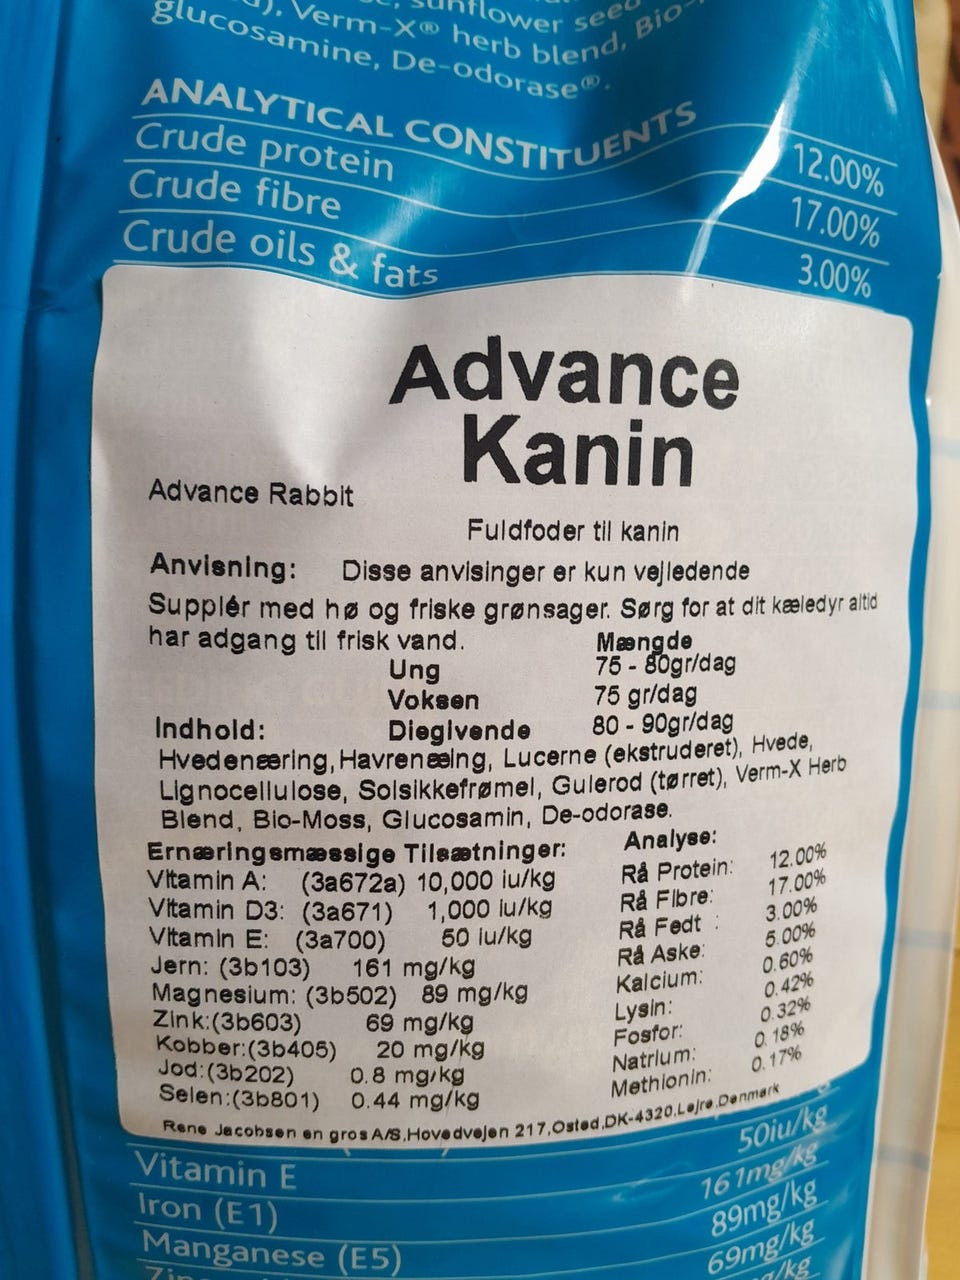 sunflower seed
Verm-X® herb blend, Bio-
glucosamine, De-odorase®.
ANALYTICAL CONSTITUENTS
Crude protein 12.00%
Crude fibre 17.00%
Crude oils & fats 3.00%
Advance
Kanin
Advance Rabbit
Fuldfoder til kanin
Anvisning: Disse anvisinger er kun vejledende
Supplér med hø og friske grønsager. Sørg for at dit kæledyr altid
har adgang til frisk vand.
Mængde
Ung 75 - 80gr/dag
Voksen 75 gr/dag
Indhold: Diegivende 80 - 90gr/dag
Hvedenæring, Havrenæing, Lucerne (ekstruderet), Hvede,
Lignocellulose, Solsikkefrømel, Gulerod (tørret), Verm-X Herb
Blend, Bio-Moss, Glucosamin, De-odorase.
Ernæringsmæssige Tilsætninger:
Vitamin A: (3a672a) 10,000 iu/kg
Vitamin D3: (3a671) 1,000 iu/kg
Vitamin E: (3a700) 50 iu/kg
Jern: (3b103) 161 mg/kg
Magnesium: (3b502) 89 mg/kg
Zink:(3b603) 69 mg/kg
Kobber:(3b405) 20 mg/kg
Jod:(3b202) 0.8 mg/kg
Selen:(3b801) 0.44 mg/kg
Analyse:
Rå Protein: 12.00%
Rå Fibre: 17.00%
Rå Fedt : 3.00%
Rå Aske: 5.00%
Kalcium: 0.60%
Lysin: 0.42%
Fosfor: 0.32%
Natrium: 0.18%
Methionin: 0.17%
Rene Jacobsen en gros A/S,Hovedvejen 217,Osted,DK-4320,Lejre,Denmark
Vitamin E 50iu/kg
Iron (E1) 161mg/kg
Manganese (E5) 89mg/kg
69mg/kg